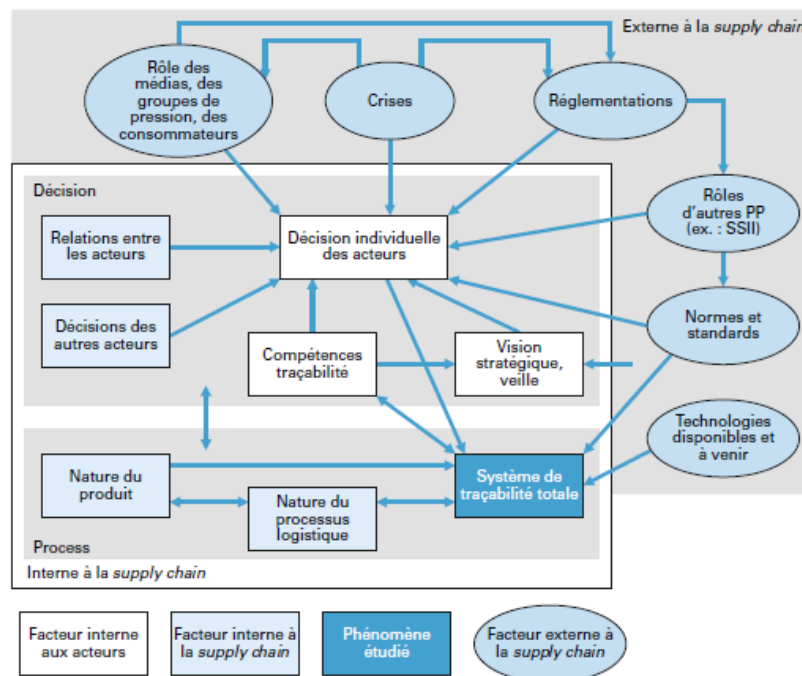 Externe à la supply chain
Rôle des
médias, des
groupes de
pression, des
consommateurs
Crises
Réglementations
Décision
Relations entre
les acteurs
Décision individuelle
des acteurs
Rôles
d'autres PP
(ex. : SSII)
Décisions des
autres acteurs
Compétences
traçabilité
Vision
stratégique,
veille
Normes et
standards
Technologies
disponibles et
à venir
Nature du
produit
Nature du
processus
logistique
Système de
traçabilité totale
Process
Interne à la supply chain
Facteur interne
aux acteurs
Facteur interne à
la supply chain
Phénomène
étudié
Facteur externe à
la supply chain